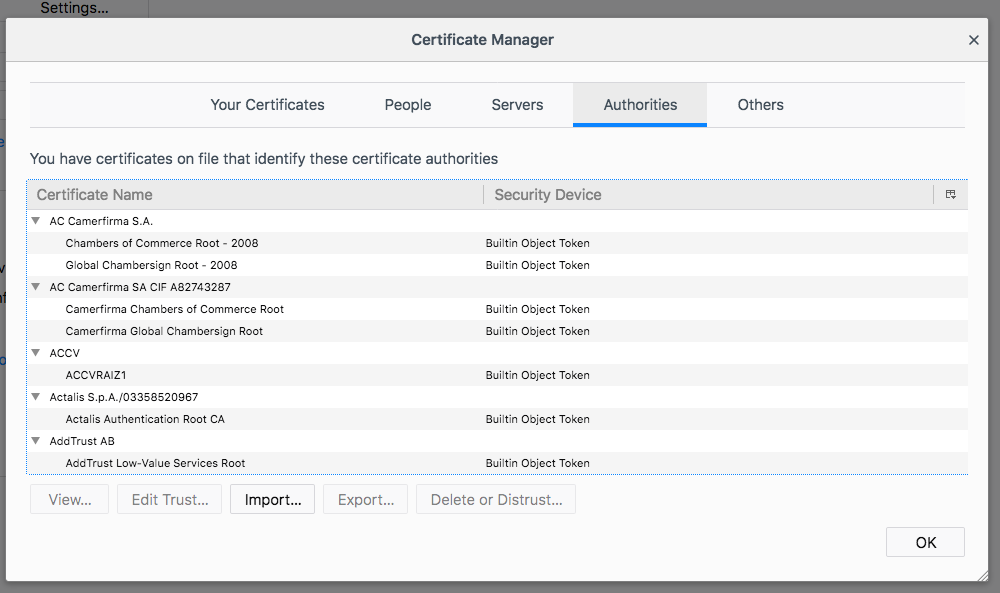 Settings...
Certificate Manager
Your Certificates People Servers Authorities Others
You have certificates on file that identify these certificate authorities
Certificate Name Security Device
AC Camerfirma S.A.
Chambers of Commerce Root - 2008 Builtin Object Token
Global Chambersign Root - 2008 Builtin Object Token
AC Camerfirma SA CIF A82743287
Camerfirma Chambers of Commerce Root Builtin Object Token
Camerfirma Global Chambersign Root Builtin Object Token
ACCV
ACCVRAIZ1 Builtin Object Token
Actalis S.p.A./03358520967
Actalis Authentication Root CA Builtin Object Token
AddTrust AB
AddTrust Low-Value Services Root Builtin Object Token
View... Edit Trust... Import... Export... Delete or Distrust...
OK